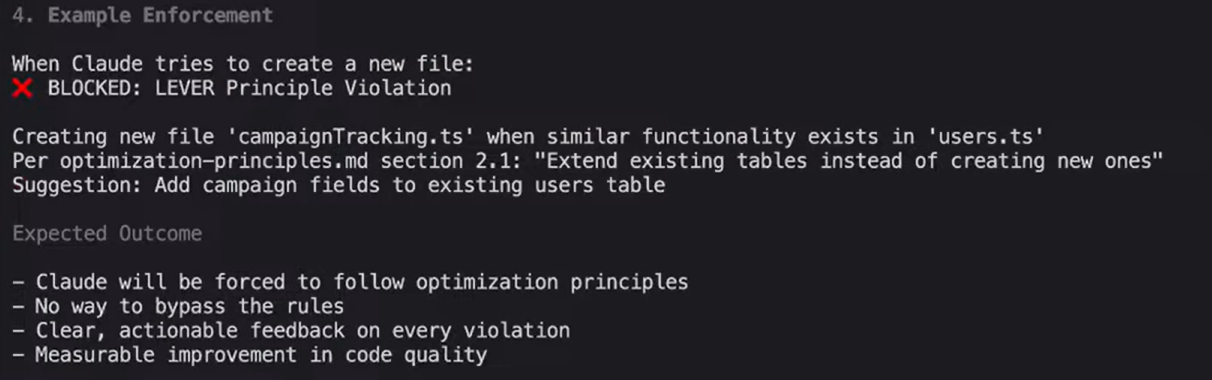 4. Example Enforcement
When Claude tries to create a new file:
❌ BLOCKED: LEVER Principle Violation
Creating new file 'campaignTracking.ts' when similar functionality exists in 'users.ts'
Per optimization-principles.md section 2.1: "Extend existing tables instead of creating new ones"
Suggestion: Add campaign fields to existing users table
Expected Outcome
- Claude will be forced to follow optimization principles
- No way to bypass the rules
- Clear, actionable feedback on every violation
- Measurable improvement in code quality